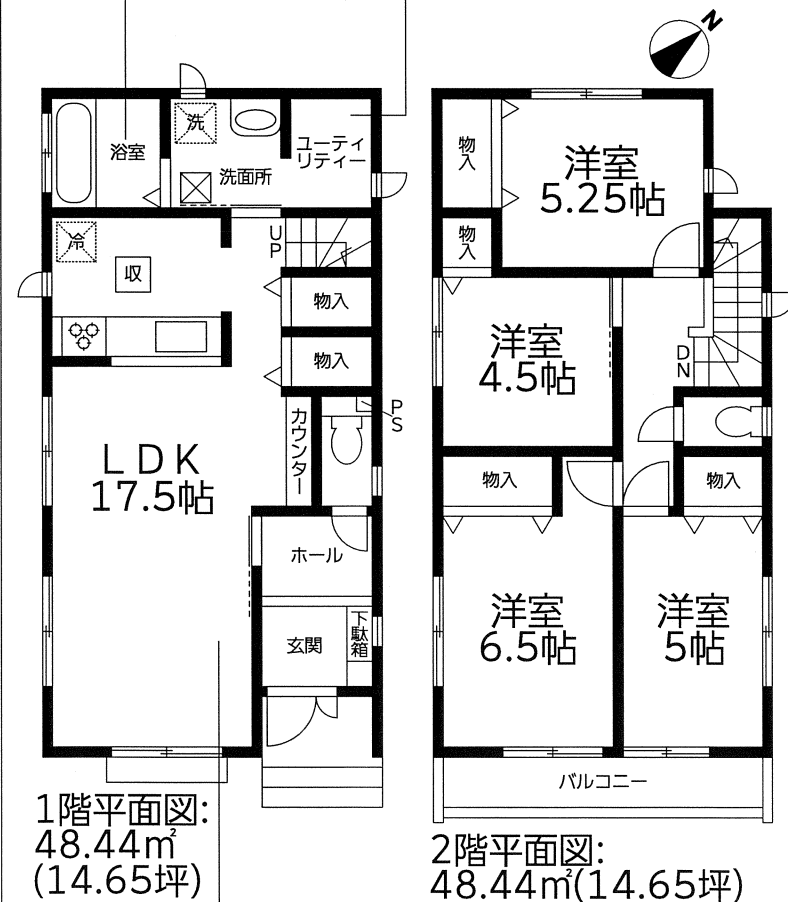 N
浴室
洗
洗面所
ユーティ
リティー
冷
収
UP
物入
物入
カウンター
PS
LDK
17.5帖
ホール
玄関
下駄箱
1階平面図:
48.44㎡
(14.65坪)
物入
洋室
5.25帖
物入
洋室
4.5帖
DN
物入
物入
洋室
6.5帖
洋室
5帖
バルコニー
2階平面図:
48.44㎡(14.65坪)